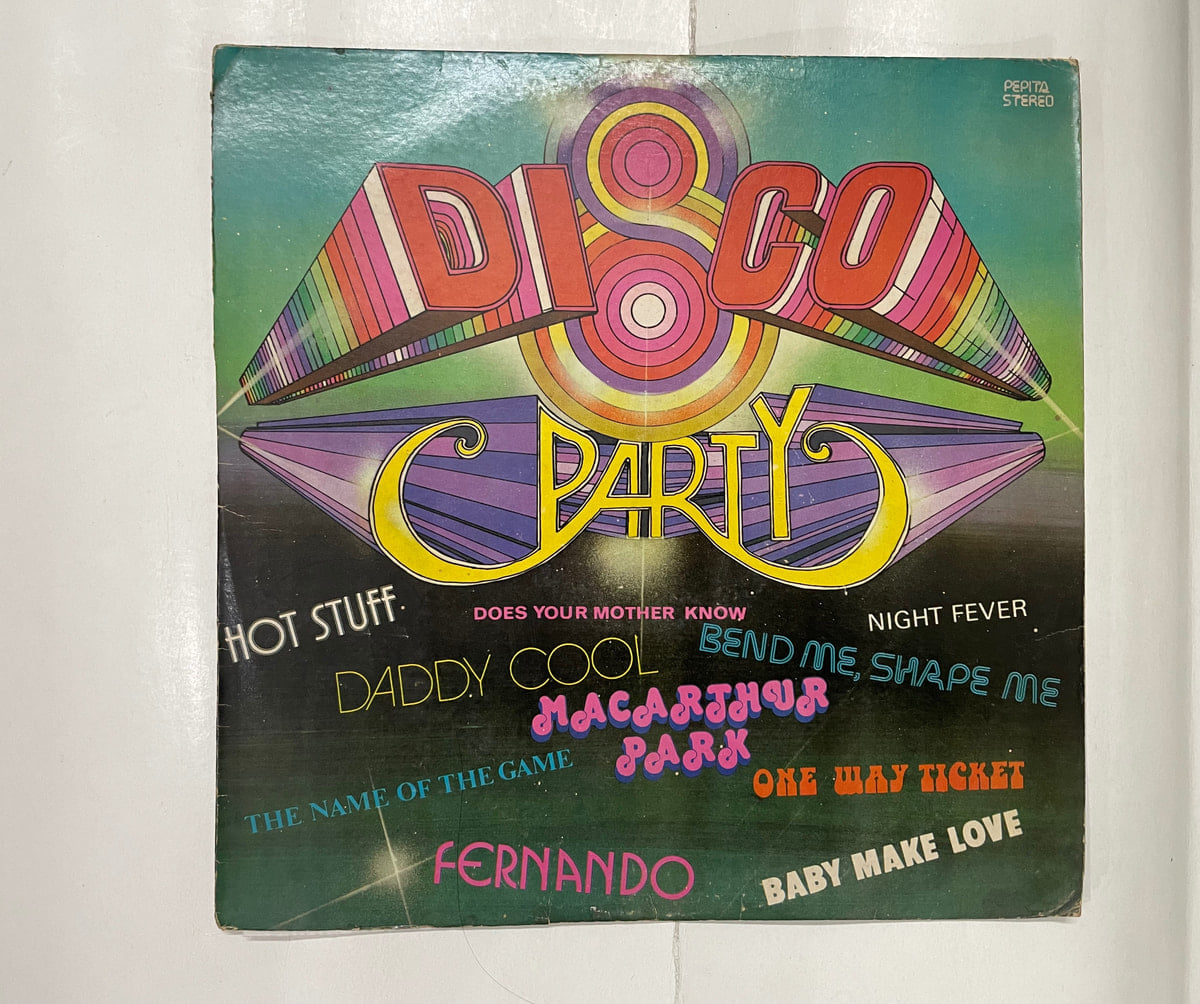 PEPITA
STEREO
DISCO
PARTY
HOT STUFF
DOES YOUR MOTHER KNOW
NIGHT FEVER
DADDY COOL
BEND ME, SHAPE ME
MACARTHUR
PARK
THE NAME OF THE GAME
ONE WAY TICKET
FERNANDO
BABY MAKE LOVE